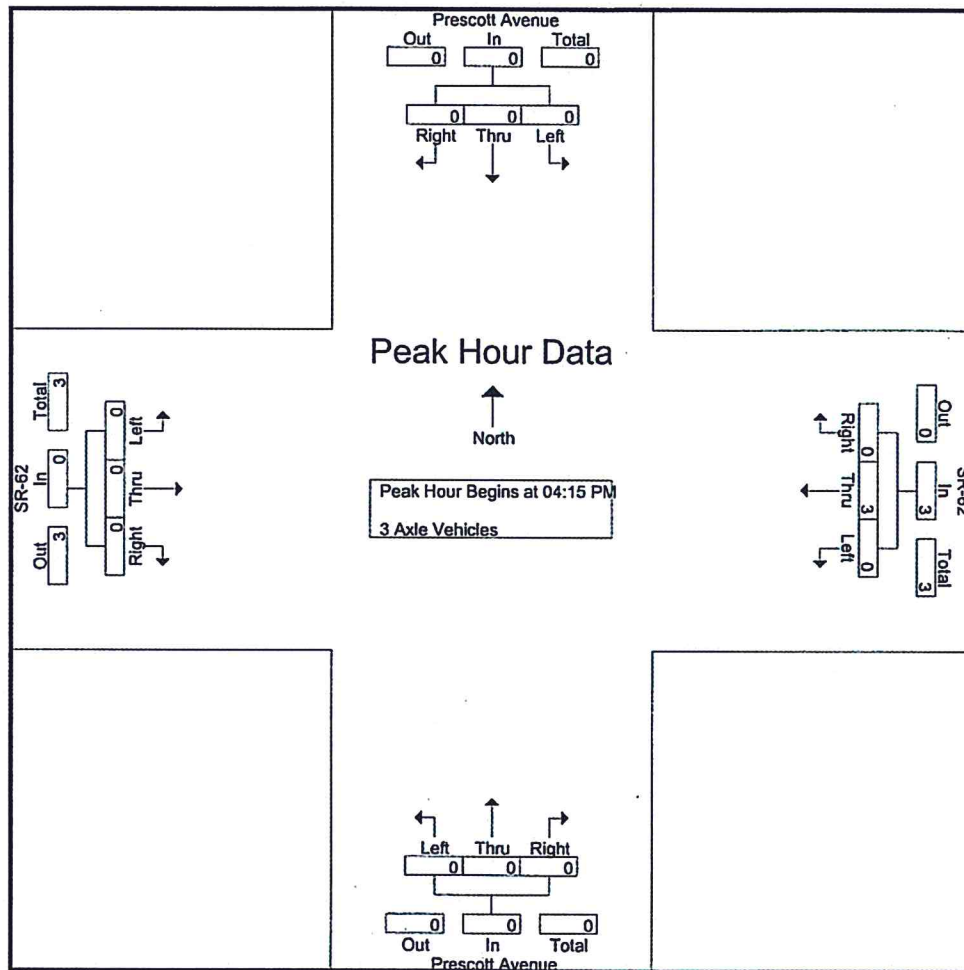 Prescott Avenue
Out In Total
0 0 0
0 0 0
Right Thru Left
Peak Hour Data
North
Peak Hour Begins at 04:15 PM
3 Axle Vehicles
SR-62
Total In Out
3 0 3
0 0 0
Left Thru Right
Right Thru Left
0 3 0
Out In Total
0 3 3
SR-62
Left Thru Right
0 0 0
0 0 0
Out In Total
Prescott Avenue